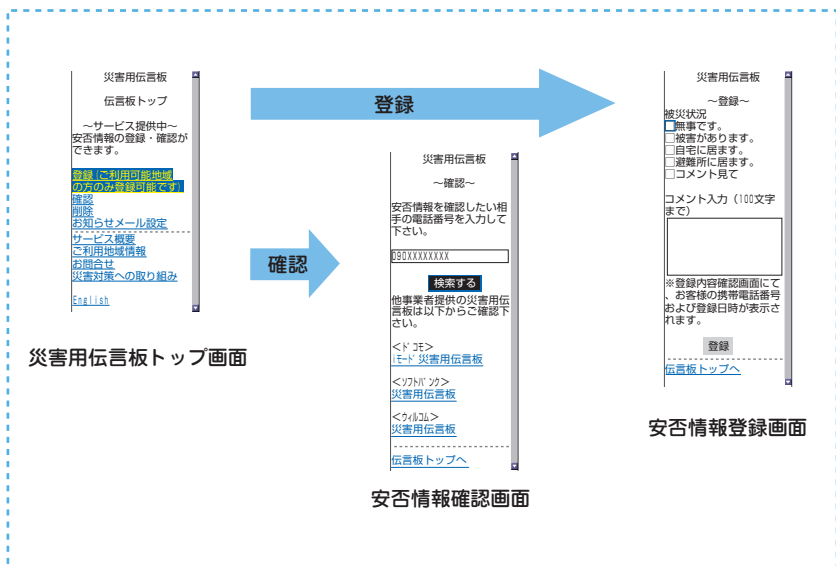 災害用伝言板
伝言板トップ
～サービス提供中～
安否情報の登録・確認が
できます。
登録(ご利用可能地域
の方のみ登録可能です)
確認
削除
お知らせメール設定
サービス概要
ご利用地域情報
お問合せ
災害対策への取り組み
English
災害用伝言板トップ画面
登録
確認
災害用伝言板
～確認～
安否情報を確認したい相
手の電話番号を入力して
下さい。
090XXXXXXXX
検索する
他事業者提供の災害用伝
言板は以下からご確認下
さい。
<ﾄﾞｺﾓ>
iﾓｰﾄﾞ災害用伝言板
<ｿﾌﾄﾊﾞﾝｸ>
災害用伝言板
<ｳｨﾙｺﾑ>
災害用伝言板
伝言板トップへ
安否情報確認画面
災害用伝言板
～登録～
被災状況
無事です。
被害があります。
自宅に居ます。
避難所に居ます。
コメント見て
コメント入力（100文字
まで）
※登録内容確認画面にて
、お客様の携帯電話番号
および登録日時が表示さ
れます。
登録
伝言板トップへ
安否情報登録画面